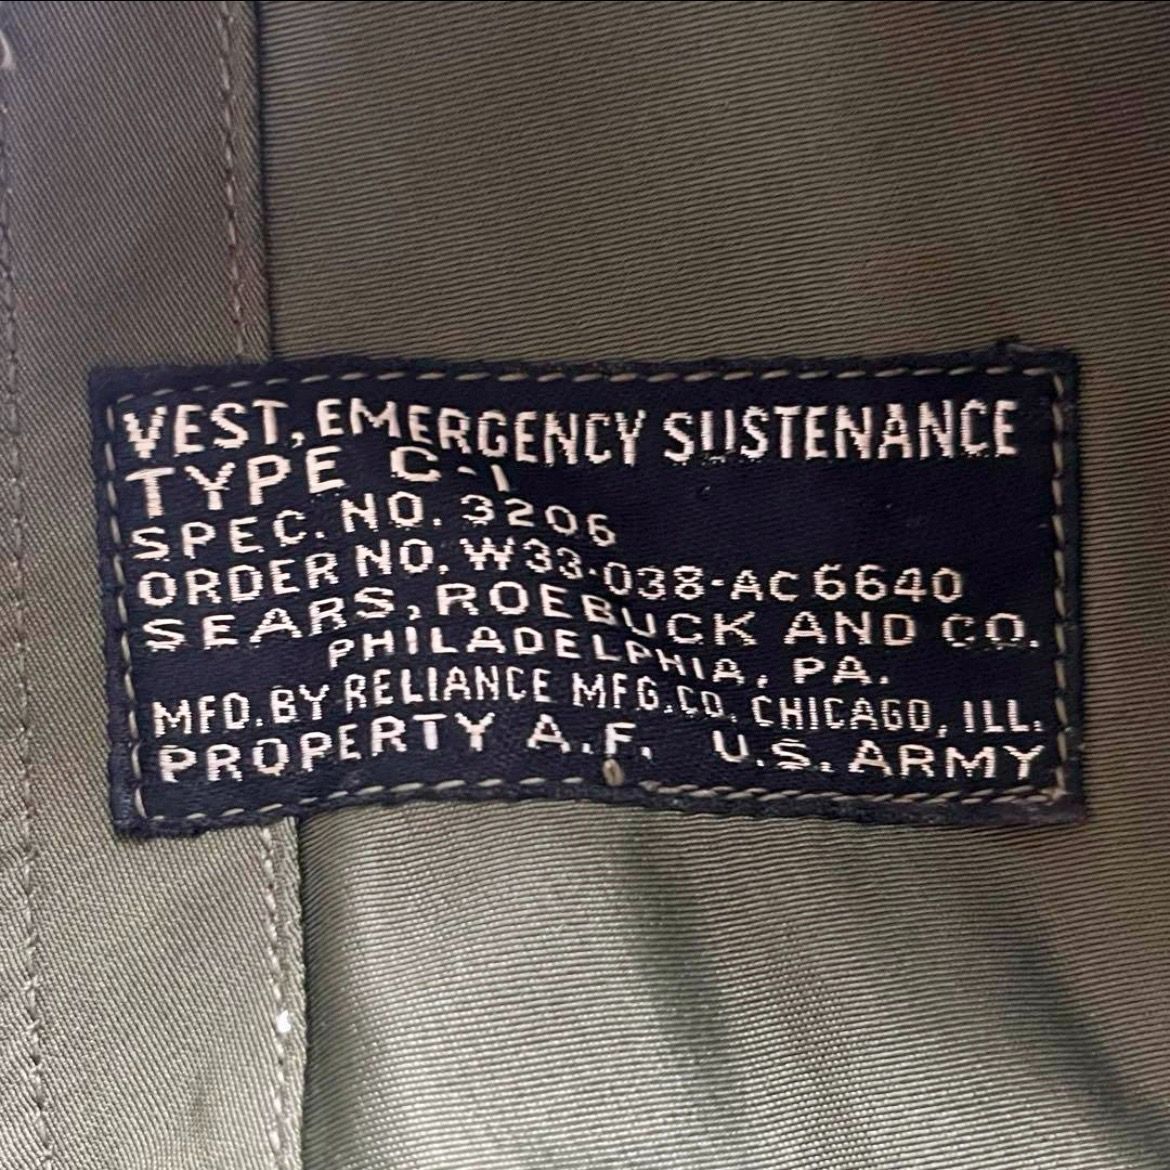 VEST, EMERGENCY SUSTENANCE
TYPE C-1
SPEC. NO. 3206
ORDER NO. W33-038-AC 6640
SEARS, ROEBUCK AND CO.
PHILADELPHIA, PA.
MFD. BY RELIANCE MFG. CO. CHICAGO, ILL.
PROPERTY A.F. U.S. ARMY